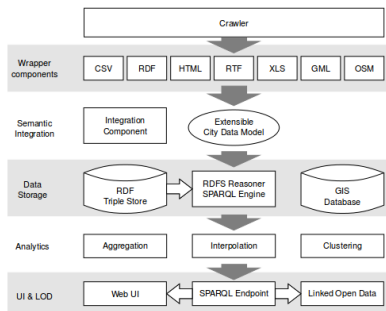 Crawler
Wrapper
components
CSV
RDF
HTML
RTF
XLS
GML
OSM
Semantic
Integration
Integration
Component
Extensible
City Data Model
Data
Storage
RDF
Triple Store
RDFS Reasoner
SPARQL Engine
GIS
Database
Analytics
Aggregation
Interpolation
Clustering
UI & LOD
Web UI
SPARQL Endpoint
Linked Open Data